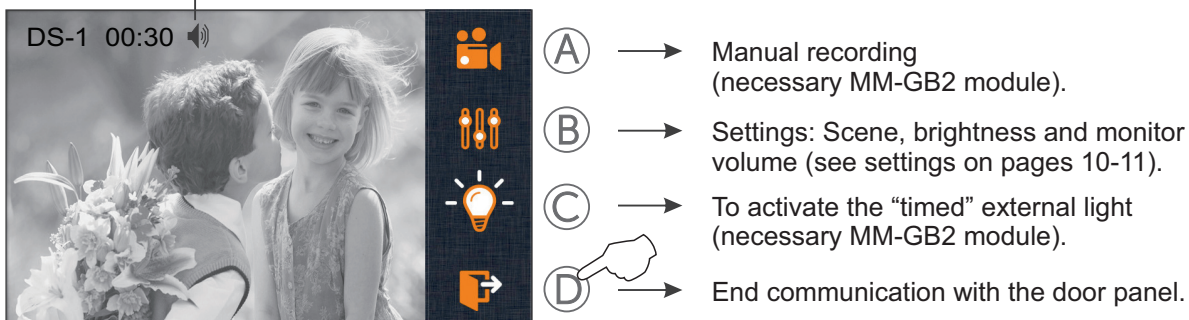 DS-1 00:30
A
Manual recording
(necessary MM-GB2 module).
B
Settings: Scene, brightness and monitor
volume (see settings on pages 10-11).
C
To activate the “timed” external light
(necessary MM-GB2 module).
D
End communication with the door panel.